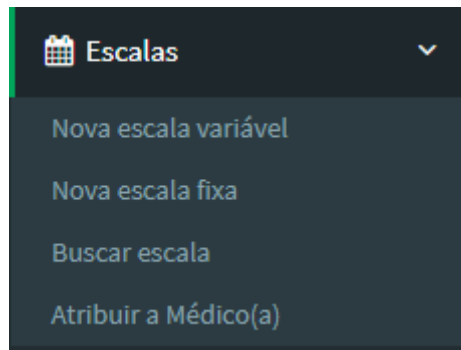 Escalas
Nova escala variável
Nova escala fixa
Buscar escala
Atribuir a Médico(a)